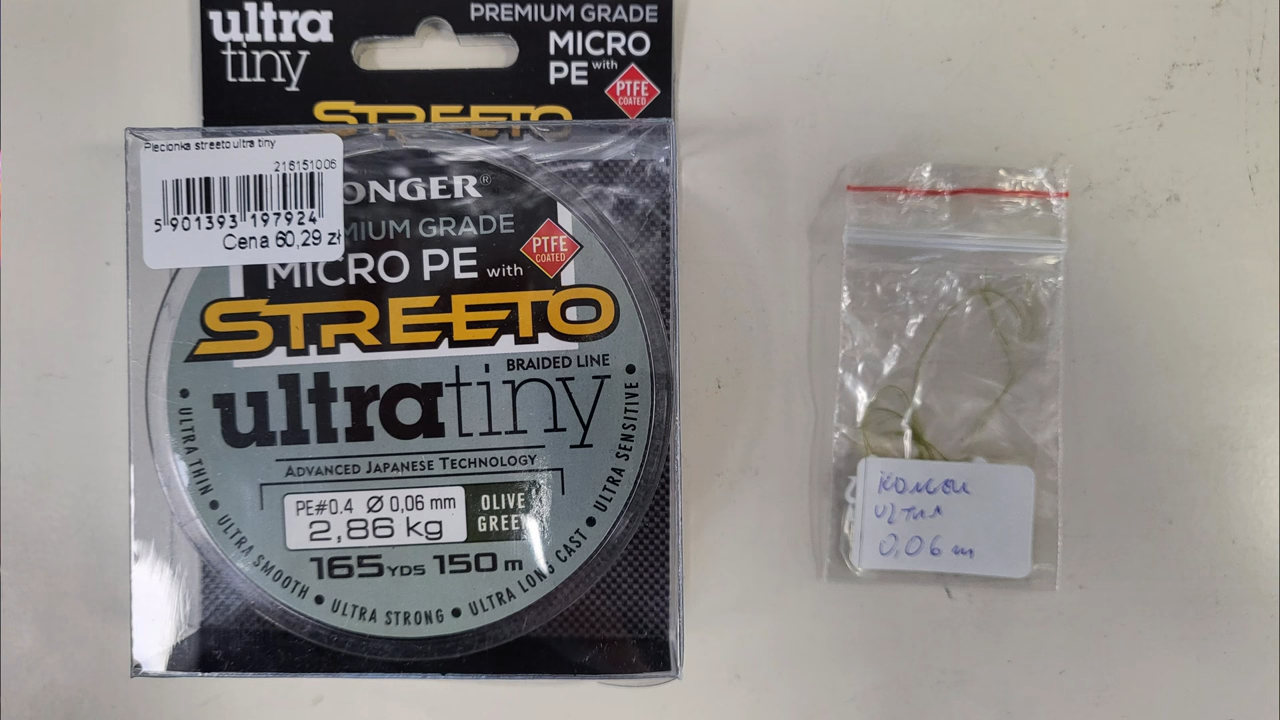 ultra
tiny
PREMIUM GRADE
MICRO
PE with
PTFE
COATED
STREETO
Plecionka streeto ultra tiny
216151006
5 901393 197924
Cena 60,29 zł
ONGER®
MIUM GRADE
MICRO PE with
PTFE
COATED
STREETO
BRAIDED LINE
ultratiny
ADVANCED JAPANESE TECHNOLOGY
PE#0.4 Ø 0,06 mm
2,86 kg
OLIVE
GREEN
165 YDS 150 m
• ULTRA THIN • ULTRA SMOOTH • ULTRA STRONG • ULTRA LONG CAST • ULTRA SENSITIVE •
ULTRA
0,06 m